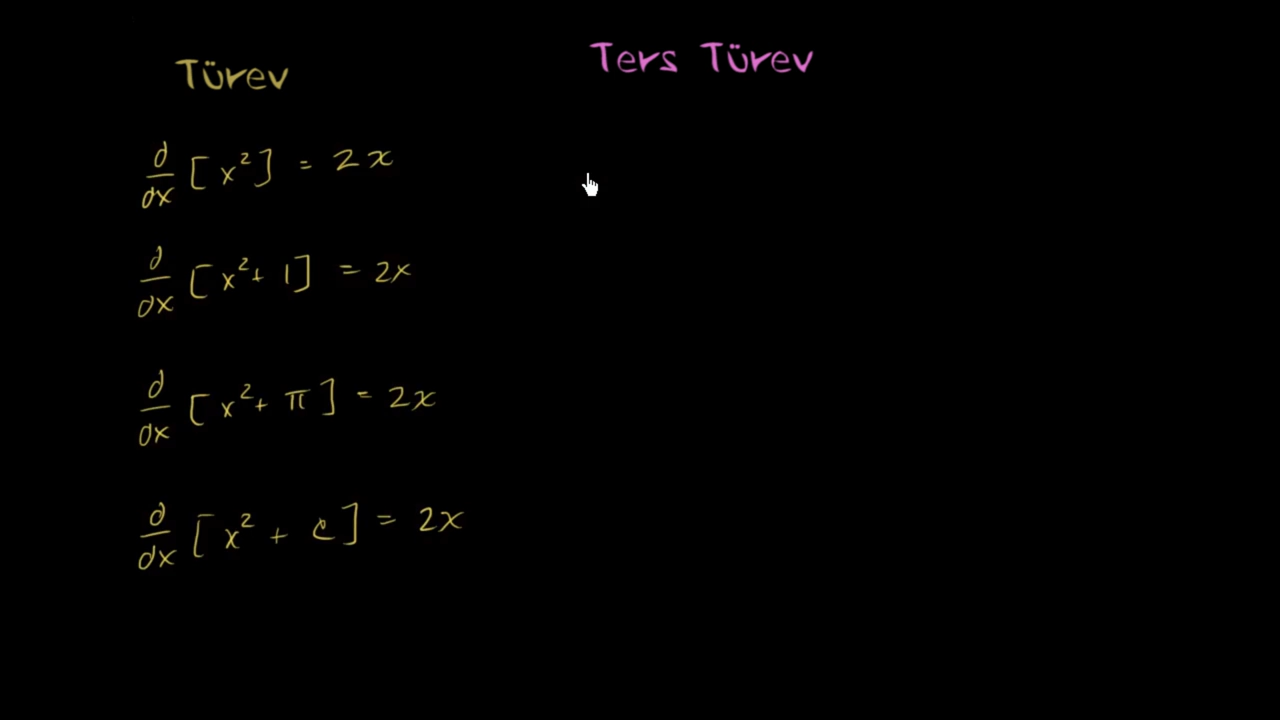 Türev
Ters Türev
d/dx [x²] = 2x
d/dx [x²+ 1] = 2x
d/dx [x²+ π] = 2x
d/dx [x² + c] = 2x